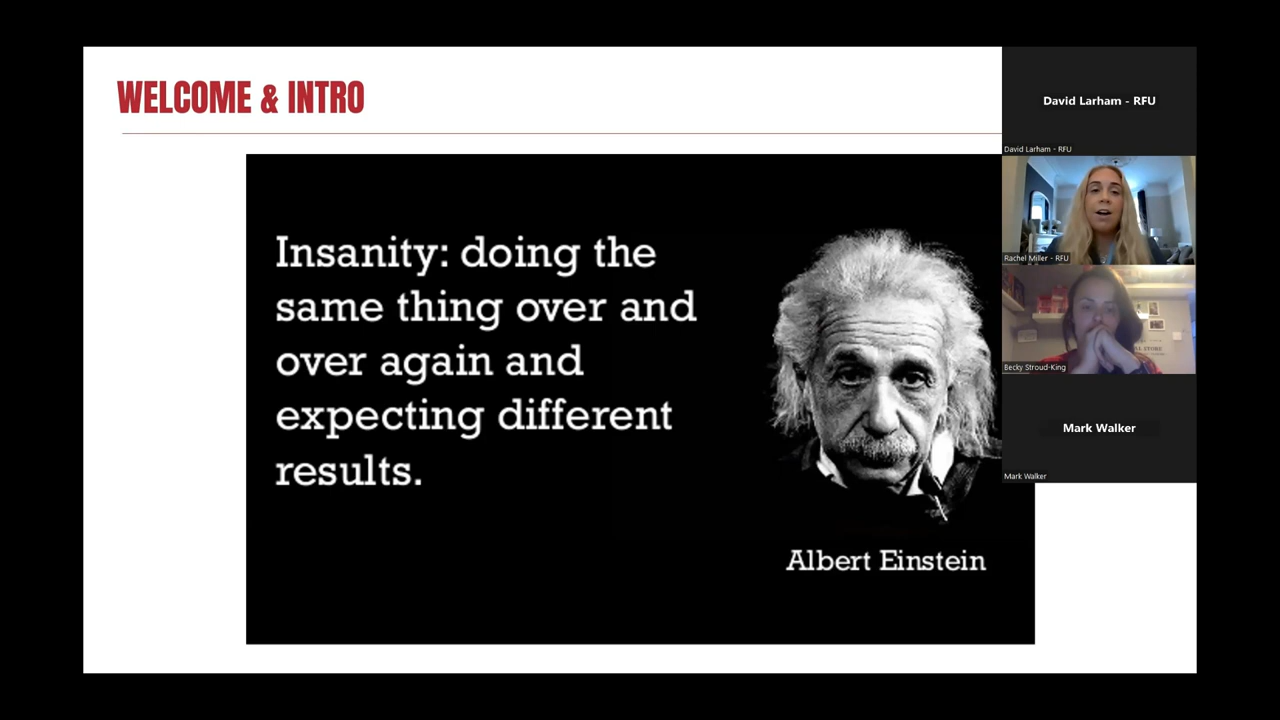 WELCOME & INTRO
Insanity: doing the
same thing over and
over again and
expecting different
results.
Albert Einstein
David Larham - RFU
David Larham - RFU
Rachel Miller - RFU
Becky Stroud-King
Mark Walker
Mark Walker